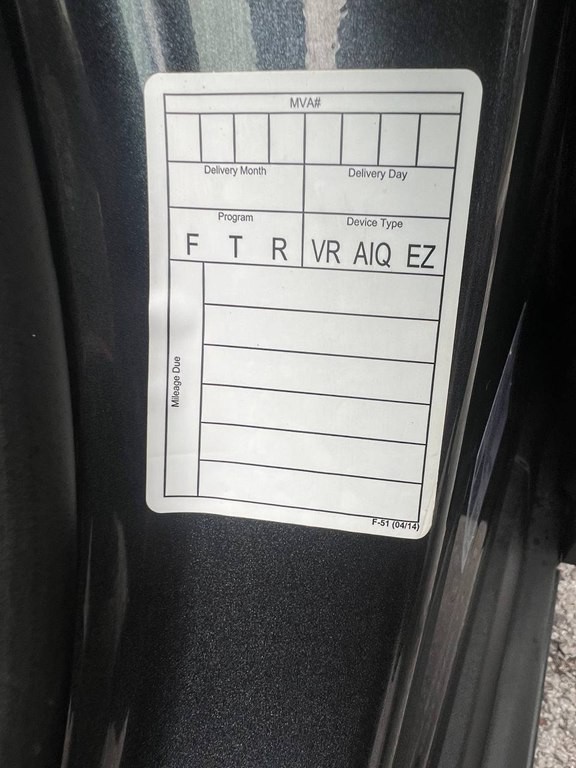 MVA#
Delivery Month Delivery Day
Program Device Type
F T R VR AIQ EZ
Mileage Due
F-51 (04/14)